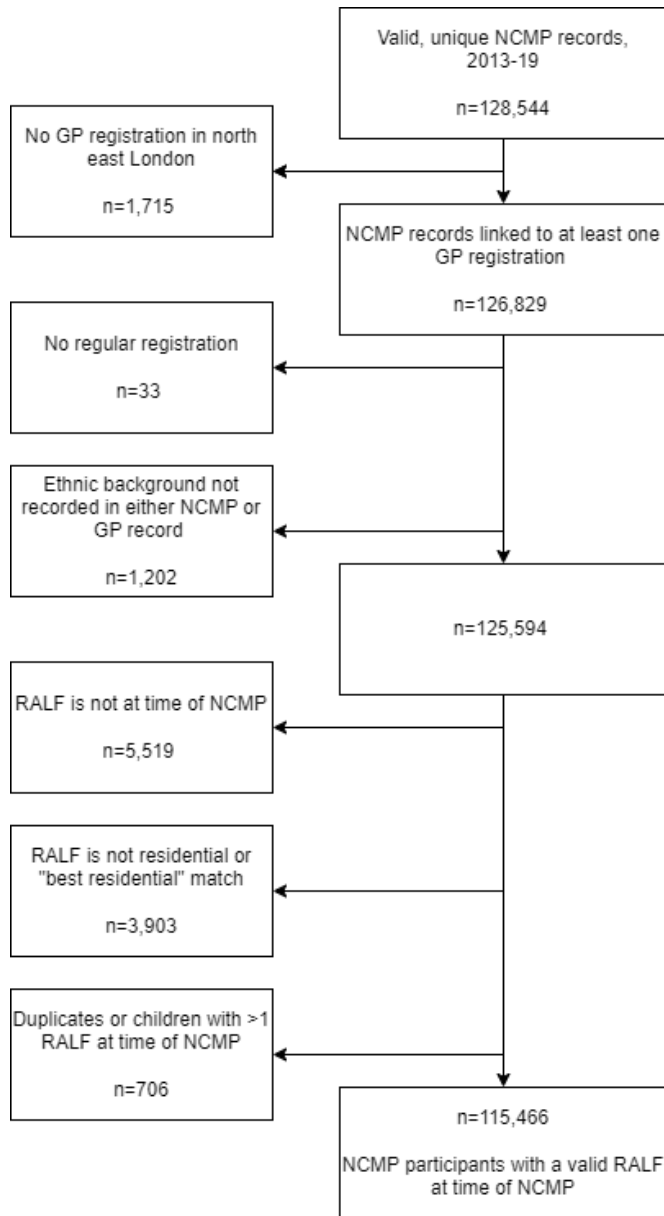 Valid, unique NCMP records,
2013-19
n=128,544
No GP registration in north
east London
n=1,715
NCMP records linked to at least one
GP registration
n=126,829
No regular registration
n=33
Ethnic background not
recorded in either NCMP or
GP record
n=1,202
n=125,594
RALF is not at time of NCMP
n=5,519
RALF is not residential or
"best residential" match
n=3,903
Duplicates or children with >1
RALF at time of NCMP
n=706
n=115,466
NCMP participants with a valid RALF
at time of NCMP